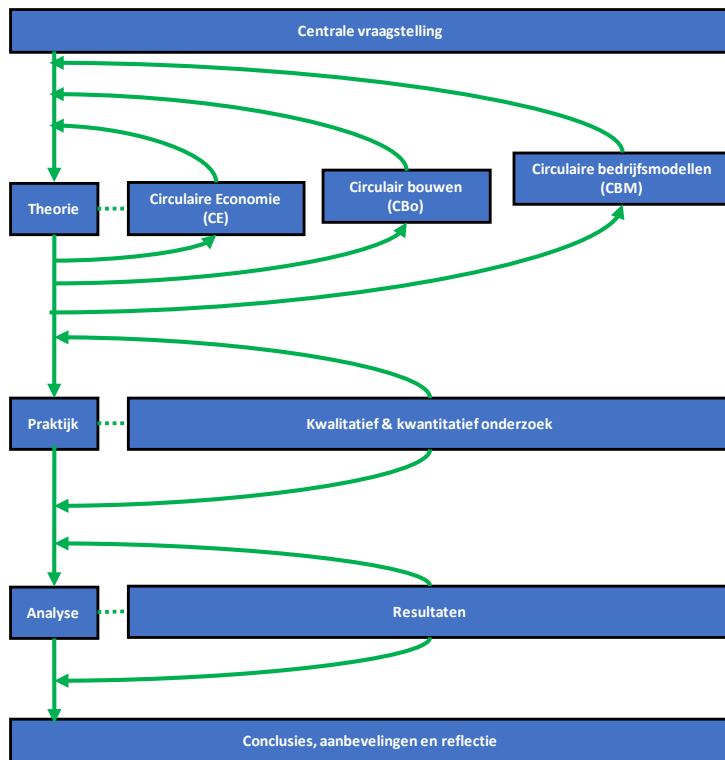 Centrale vraagstelling
Theorie
Circulaire Economie
(CE)
Circulair bouwen
(CBo)
Circulaire bedrijfsmodellen
(CBM)
Praktijk
Kwalitatief & kwantitatief onderzoek
Analyse
Resultaten
Conclusies, aanbevelingen en reflectie